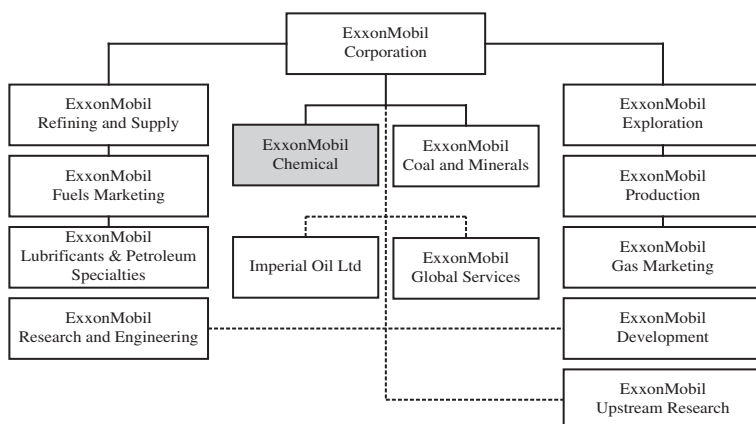 ExxonMobil
Corporation
ExxonMobil
Refining and Supply
ExxonMobil
Chemical
ExxonMobil
Coal and Minerals
ExxonMobil
Exploration
ExxonMobil
Fuels Marketing
ExxonMobil
Production
ExxonMobil
Lubrificants & Petroleum
Specialties
Imperial Oil Ltd
ExxonMobil
Global Services
ExxonMobil
Gas Marketing
ExxonMobil
Research and Engineering
ExxonMobil
Development
ExxonMobil
Upstream Research